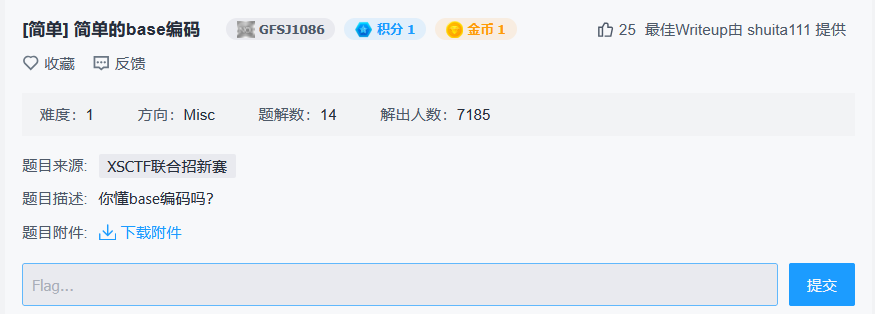 [简单] 简单的base编码 GFSJ1086 积分 1 金币 1 25 最佳Writeup由 shuita111 提供
收藏 反馈
难度：1 方向：Misc 题解数：14 解出人数：7185
题目来源: XSCTF联合招新赛
题目描述: 你懂base编码吗?
题目附件: 下载附件
Flag... 提交